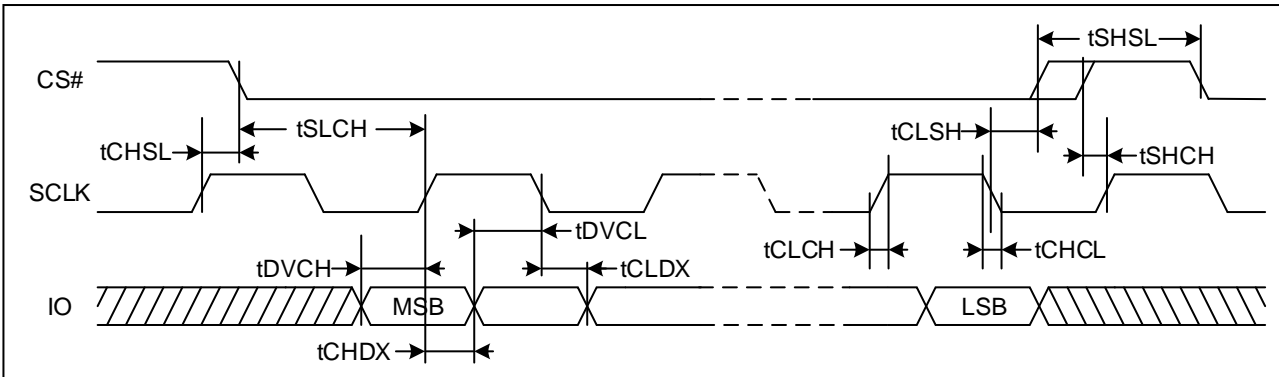 tSHSL
CS#
tSLCH
tCLSH
tCHSL
tSHCH
SCLK
tDVCL
tCLCH
tCHCL
tDVCH
tCLDX
IO
MSB
LSB
tCHDX